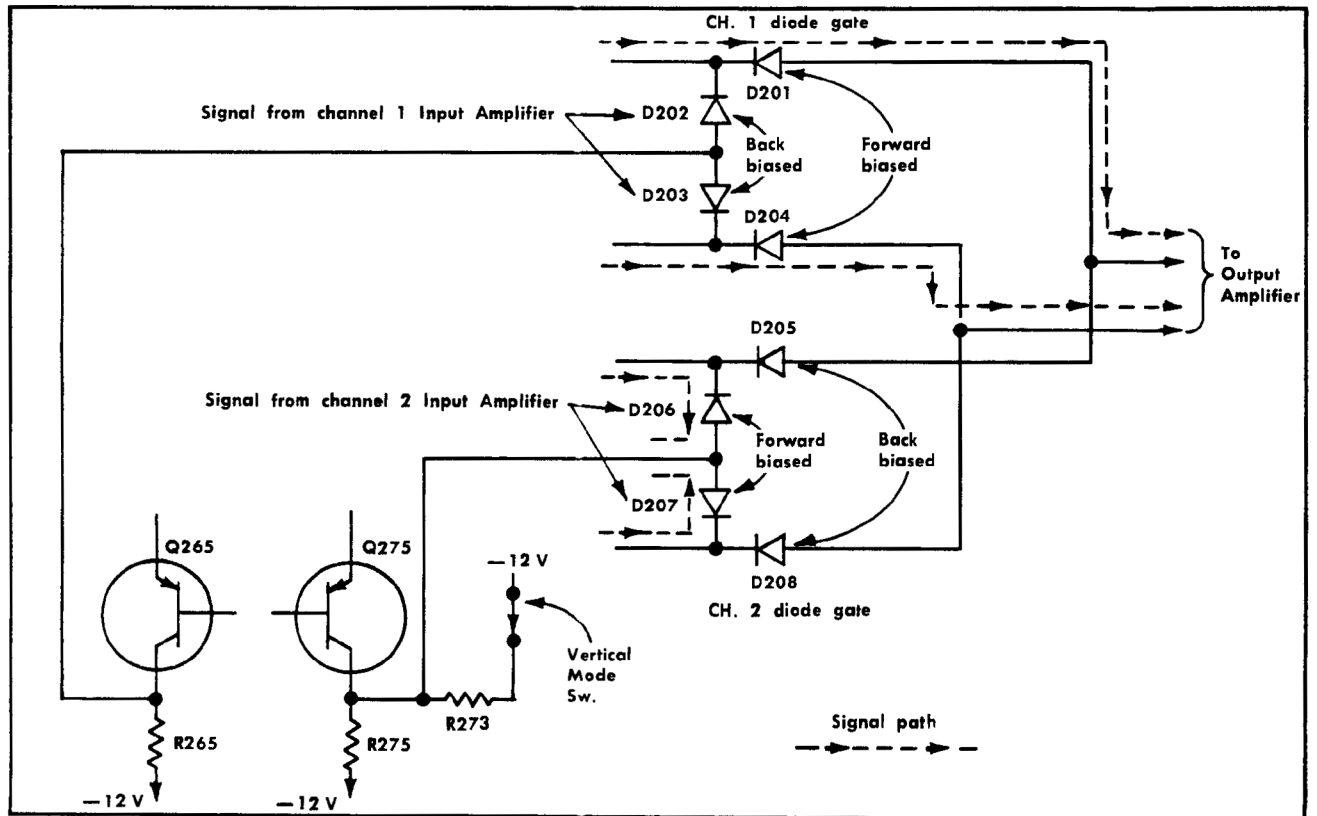 CH. 1 diode gate
D201
Signal from channel 1 Input Amplifier
D202
Back
biased
Forward
biased
D203
D204
To
Output
Amplifier
D205
Signal from channel 2 Input Amplifier
D206
Forward
biased
Back
biased
D207
D208
CH. 2 diode gate
Q265
Q275
—12 V
Vertical
Mode
Sw.
R273
R265
R275
—12 V
—12 V
Signal path